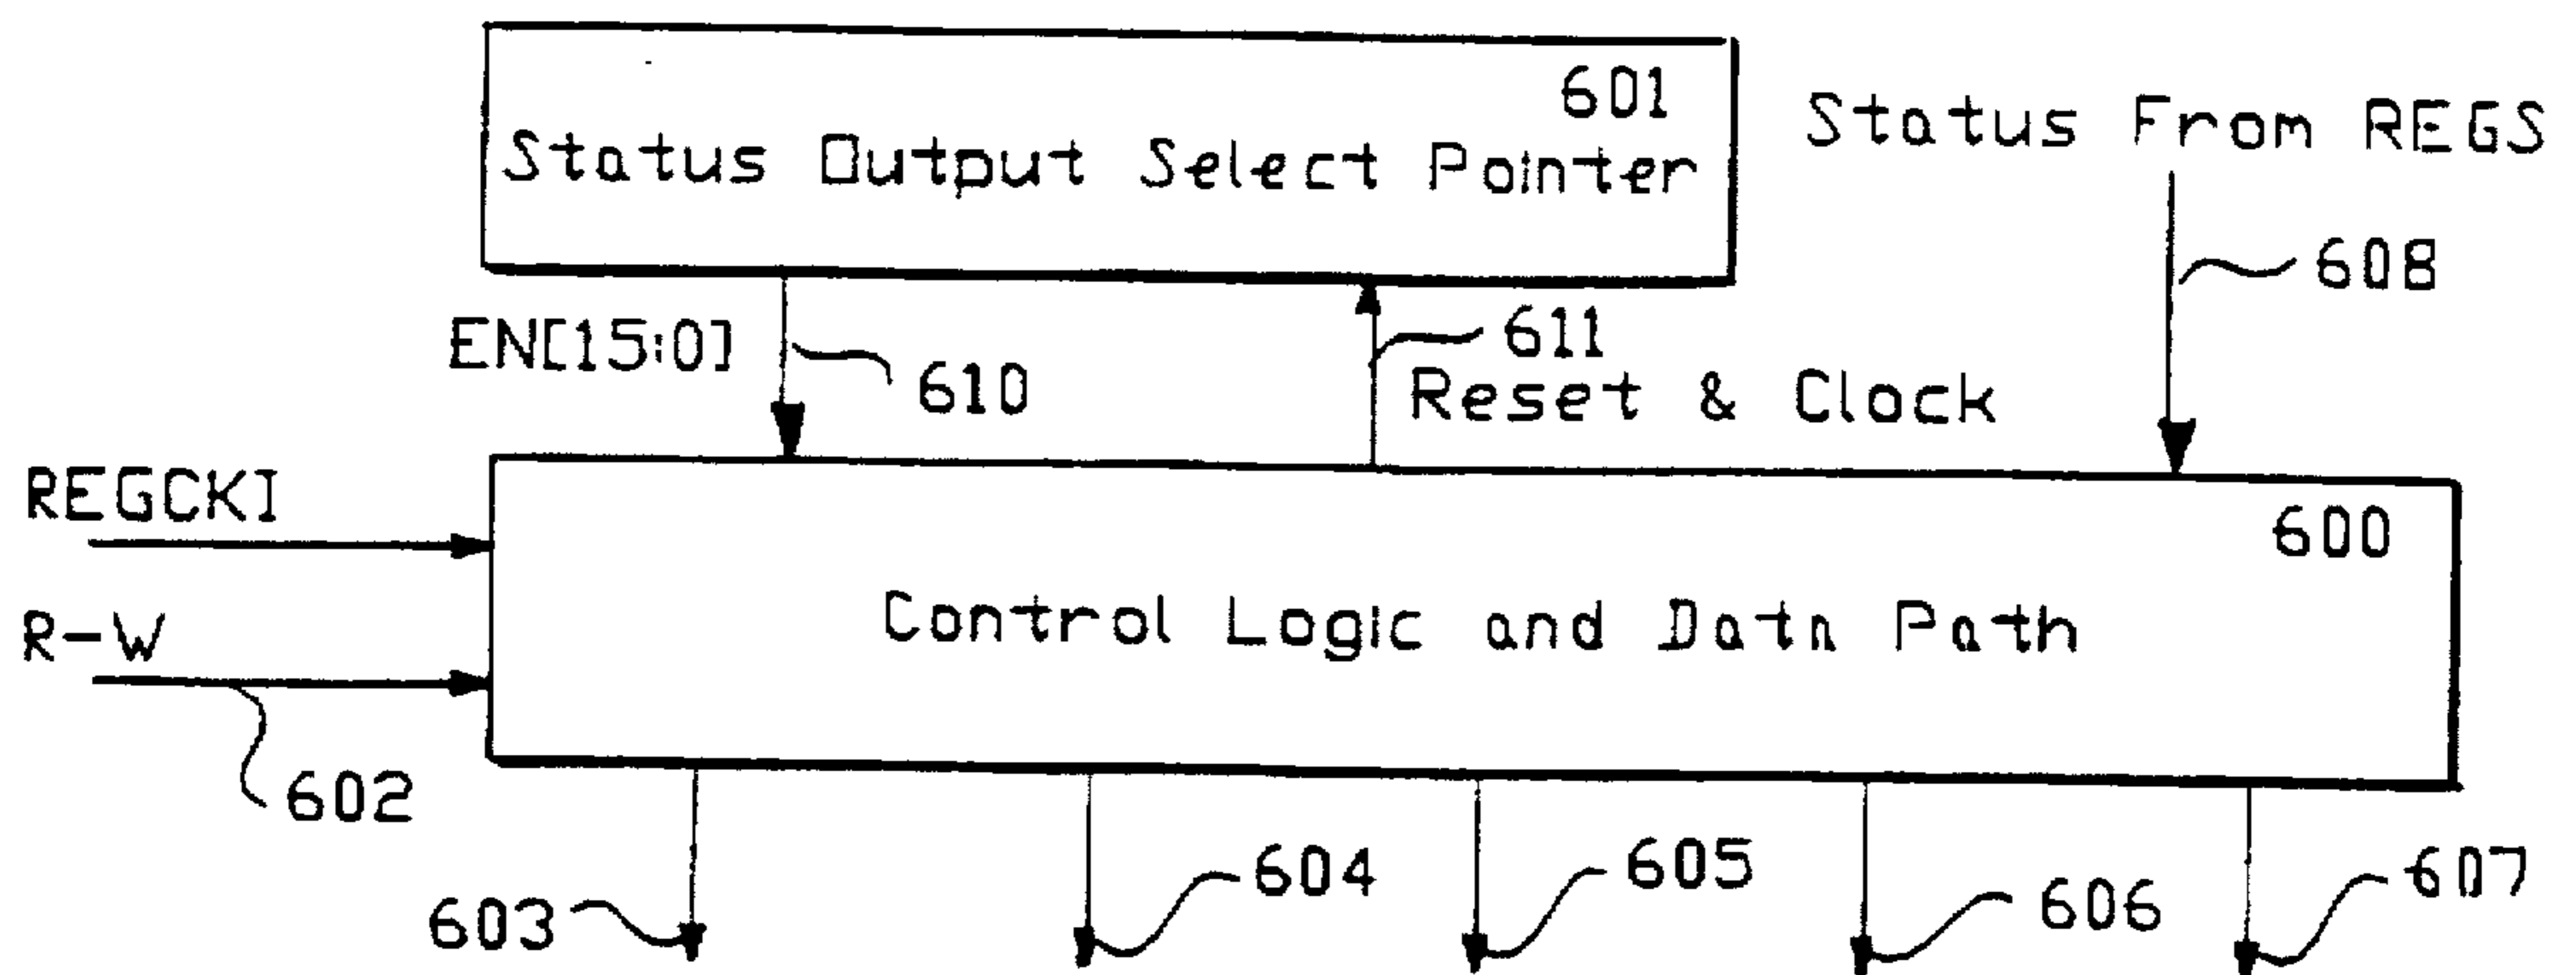 601
Status Output Select Pointer
Status From REGS
608
EN[15:0]
610
611
Reset & Clock
REGCKI
600
R-W
Control Logic and Data Path
602
603
604
605
606
607